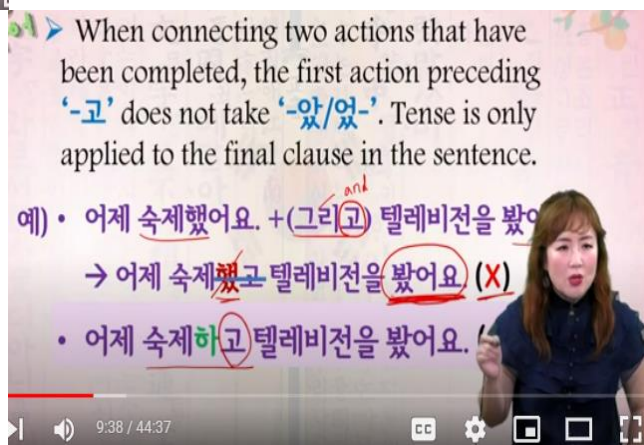 ➤ When connecting two actions that have
been completed, the first action preceding
‘-고’ does not take ‘-았/었-’. Tense is only
applied to the final clause in the sentence.
and
예) • 어제 숙제했어요. +(그리고) 텔레비전을
→ 어제 숙제했고 텔레비전을 봤어요. (X)
• 어제 숙제하고 텔레비전을 봤어요. (
9:38 / 44:37
CC